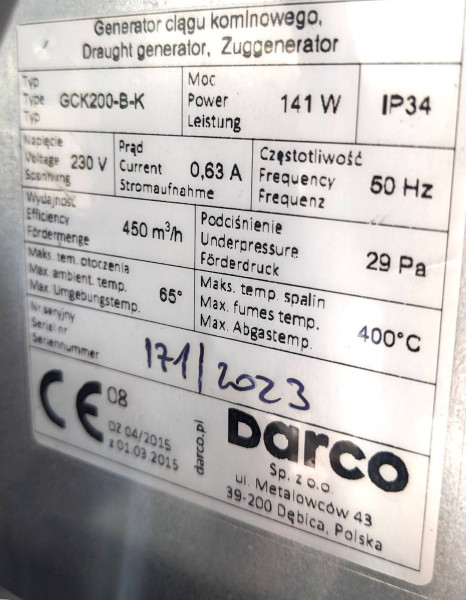 Generator ciągu kominowego,
Draught generator, Zuggenerator
Typ
Type GCK200-B-K
Typ
Moc
Power 141 W
Leistung
IP34
Napięcie
Voltage 230 V
Spannung
Prąd
Current 0,63 A
Stromaufnahme
Częstotliwość
Frequency 50 Hz
Frequenz
Wydajność
Efficiency 450 m³/h
Fördermenge
Podciśnienie
Underpressure 29 Pa
Förderdruck
Maks. tem. otoczenia
Max. ambient. temp. 65°
Max. Umgebungstemp.
Maks. temp. spalin
Max. fumes temp. 400°C
Max. Abgastemp.
Nr seryjny
Serial nr 171/2023
Seriennummer
CE 08
DZ 04/2015
z 01.03.2015
darco.pl
Darco
Sp. z o.o.
ul. Metalowców 43
39-200 Dębica, Polska